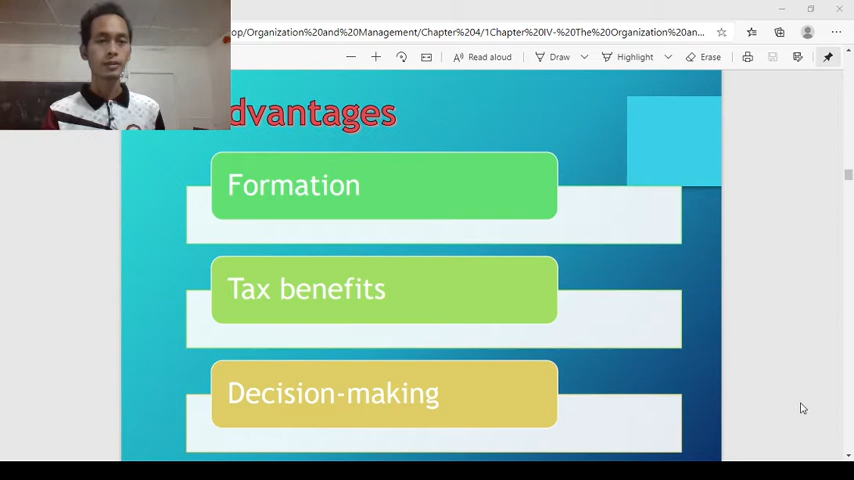 op/Organization%20and%20Management/Chapter%204/1Chapter%20IV-%20The%20Organization%20an...
Read aloud
Draw
Highlight
Erase
dvantages
Formation
Tax benefits
Decision-making